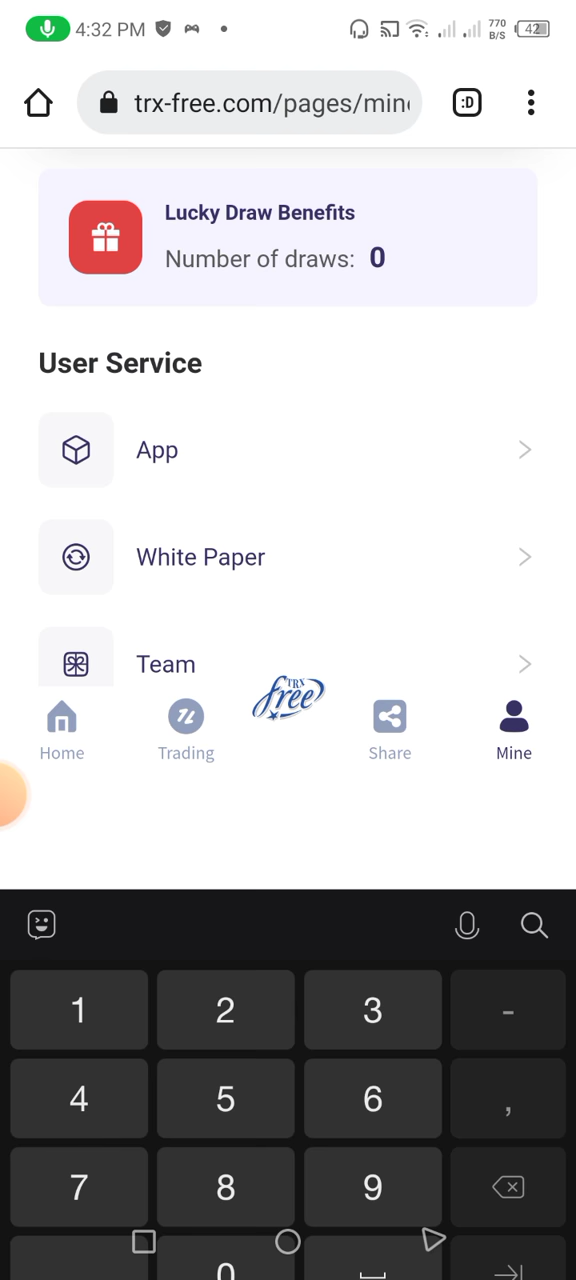 4:32 PM
770
B/S
42
trx-free.com/pages/min
:D
Lucky Draw Benefits
Number of draws: 0
User Service
App
White Paper
Team
TRX
free
Home
Trading
Share
Mine
1 2 3 -
4 5 6 ,
7 8 9
0